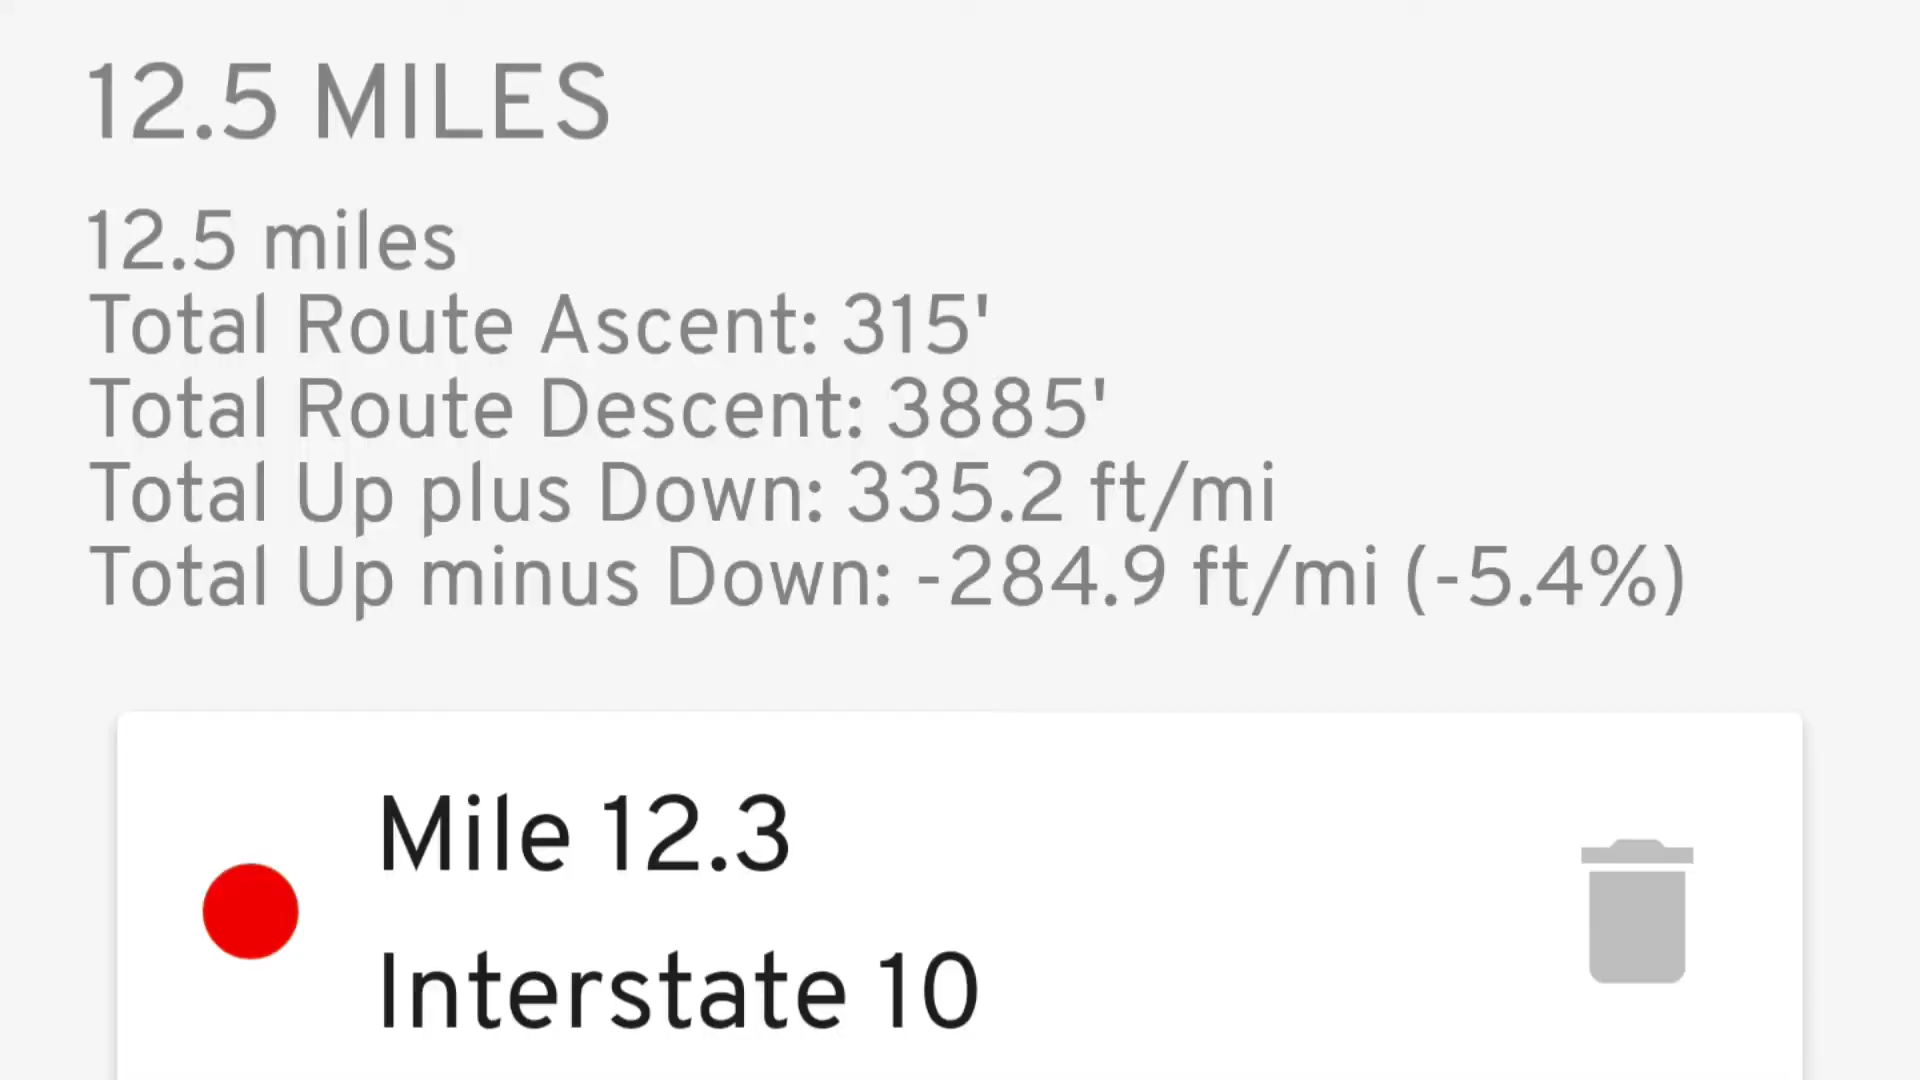 12.5 MILES
12.5 miles
Total Route Ascent: 315'
Total Route Descent: 3885'
Total Up plus Down: 335.2 ft/mi
Total Up minus Down: -284.9 ft/mi (-5.4%)
Mile 12.3
Interstate 10